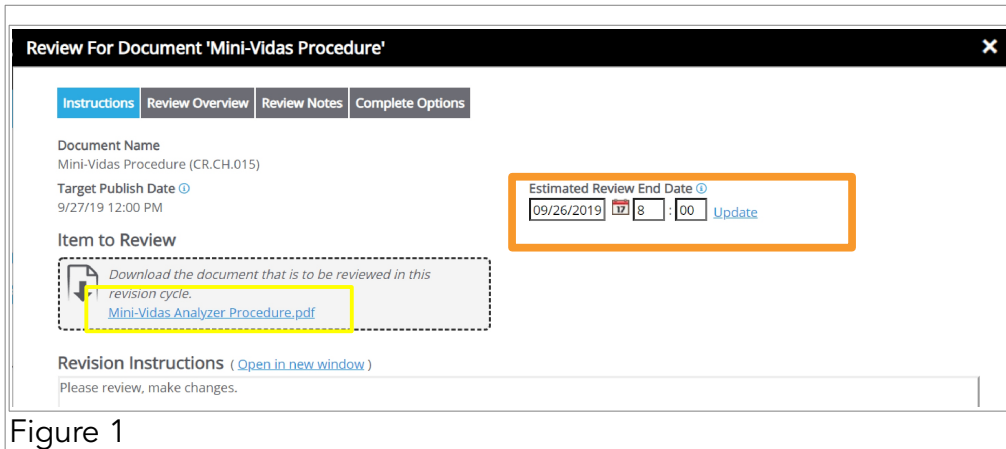 Review For Document 'Mini-Vidas Procedure'
Instructions Review Overview Review Notes Complete Options
Document Name
Mini-Vidas Procedure (CR.CH.015)
Target Publish Date
9/27/19 12:00 PM
Estimated Review End Date
09/26/2019 17 8 : 00 Update
Item to Review
Download the document that is to be reviewed in this
revision cycle.
Mini-Vidas Analyzer Procedure.pdf
Revision Instructions ( Open in new window )
Please review, make changes.
Figure 1